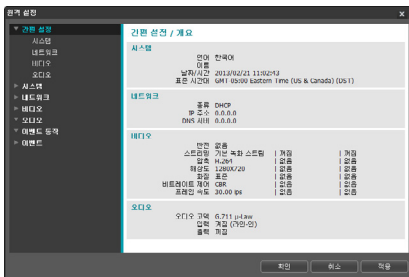 원격 설정
간편 설정
시스템
네트워크
비디오
오디오
시스템
네트워크
비디오
오디오
이벤트 동작
이벤트
간편 설정 / 개요
시스템
언어 한국어
이름
날짜/시간 2013/02/21 11:02:43
표준 시간대 GMT-05:00 Eastern Time (US & Canada) (DST)
네트워크
종류 DHCP
IP 주소 0.0.0.0
DNS 서버 0.0.0.0
비디오
반전 없음
스트리밍 기본 녹화 스트림 | 꺼짐 | 꺼짐
압축 H.264 | 없음 | 없음
해상도 1280X720 | 없음 | 없음
화질 표준 | 없음 | 없음
비트레이트 제어 CBR | 없음 | 없음
프레임 속도 30.00 ips | 없음 | 없음
오디오
오디오 코덱 G.711 μ-Law
입력 꺼짐 (라인-인)
출력 꺼짐
확인 취소 적용